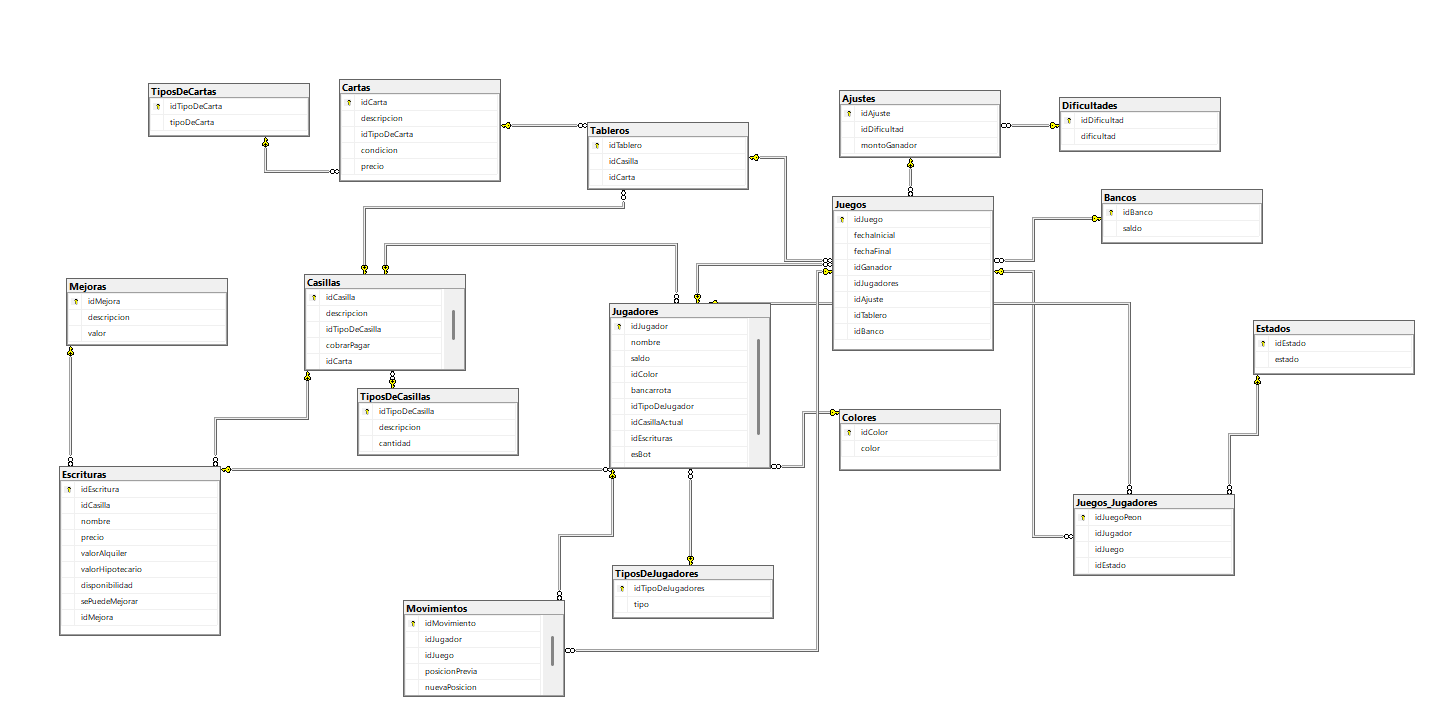 TiposDeCartas
idTipoDeCarta
tipoDeCarta
Cartas
idCarta
descripcion
idTipoDeCarta
condicion
precio
Tableros
idTablero
idCasilla
idCarta
Ajustes
idAjuste
idDificultad
montoGanador
Dificultades
idDificultad
dificultad
Juegos
idJuego
fechaInicial
fechaFinal
idGanador
idJugadores
idAjuste
idTablero
idBanco
Bancos
idBanco
saldo
Mejoras
idMejora
descripcion
valor
Casillas
idCasilla
descripcion
idTipoDeCasilla
cobrarPagar
idCarta
Jugadores
idJugador
nombre
saldo
idColor
bancarrota
idTipoDeJugador
idCasillaActual
idEscrituras
esBot
Estados
idEstado
estado
TiposDeCasillas
idTipoDeCasilla
descripcion
cantidad
Colores
idColor
color
Escrituras
idEscritura
idCasilla
nombre
precio
valorAlquiler
valorHipotecario
disponibilidad
sePuedeMejorar
idMejora
Juegos_Jugadores
idJuegoPeon
idJugador
idJuego
idEstado
TiposDeJugadores
idTipoDeJugadores
tipo
Movimientos
idMovimiento
idJugador
idJuego
posicionPrevia
nuevaPosicion